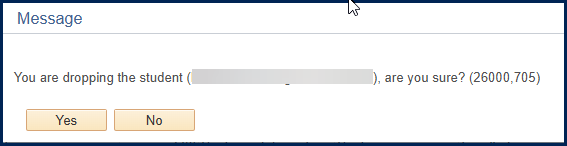 Message
You are dropping the student ( ), are you sure? (26000,705)
Yes No